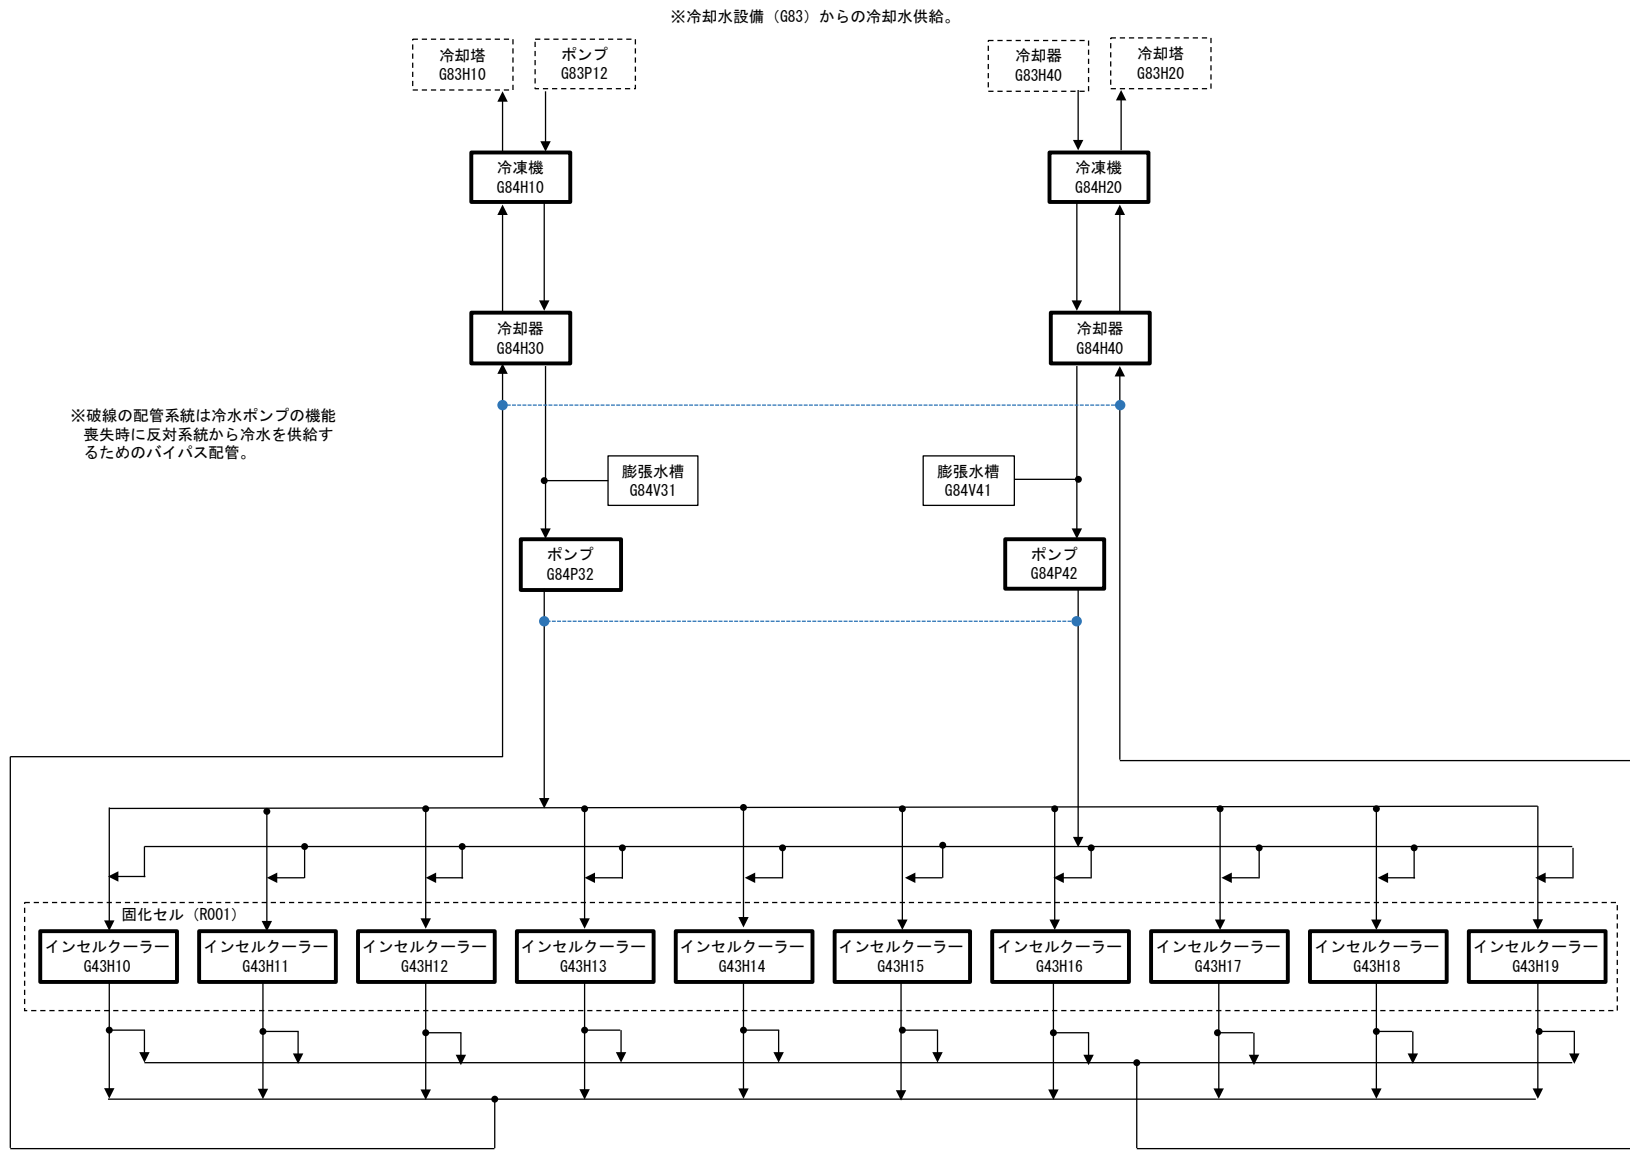 ※冷却水設備（G83）からの冷却水供給。
冷却塔
G83H10
ポンプ
G83P12
冷却器
G83H40
冷却塔
G83H20
冷凍機
G84H10
冷凍機
G84H20
冷却器
G84H30
冷却器
G84H40
※破線の配管系統は冷水ポンプの機能
喪失時に反対系統から冷水を供給す
るためのバイパス配管。
膨張水槽
G84V31
膨張水槽
G84V41
ポンプ
G84P32
ポンプ
G84P42
固化セル（R001）
インセルクーラー
G43H10
インセルクーラー
G43H11
インセルクーラー
G43H12
インセルクーラー
G43H13
インセルクーラー
G43H14
インセルクーラー
G43H15
インセルクーラー
G43H16
インセルクーラー
G43H17
インセルクーラー
G43H18
インセルクーラー
G43H19